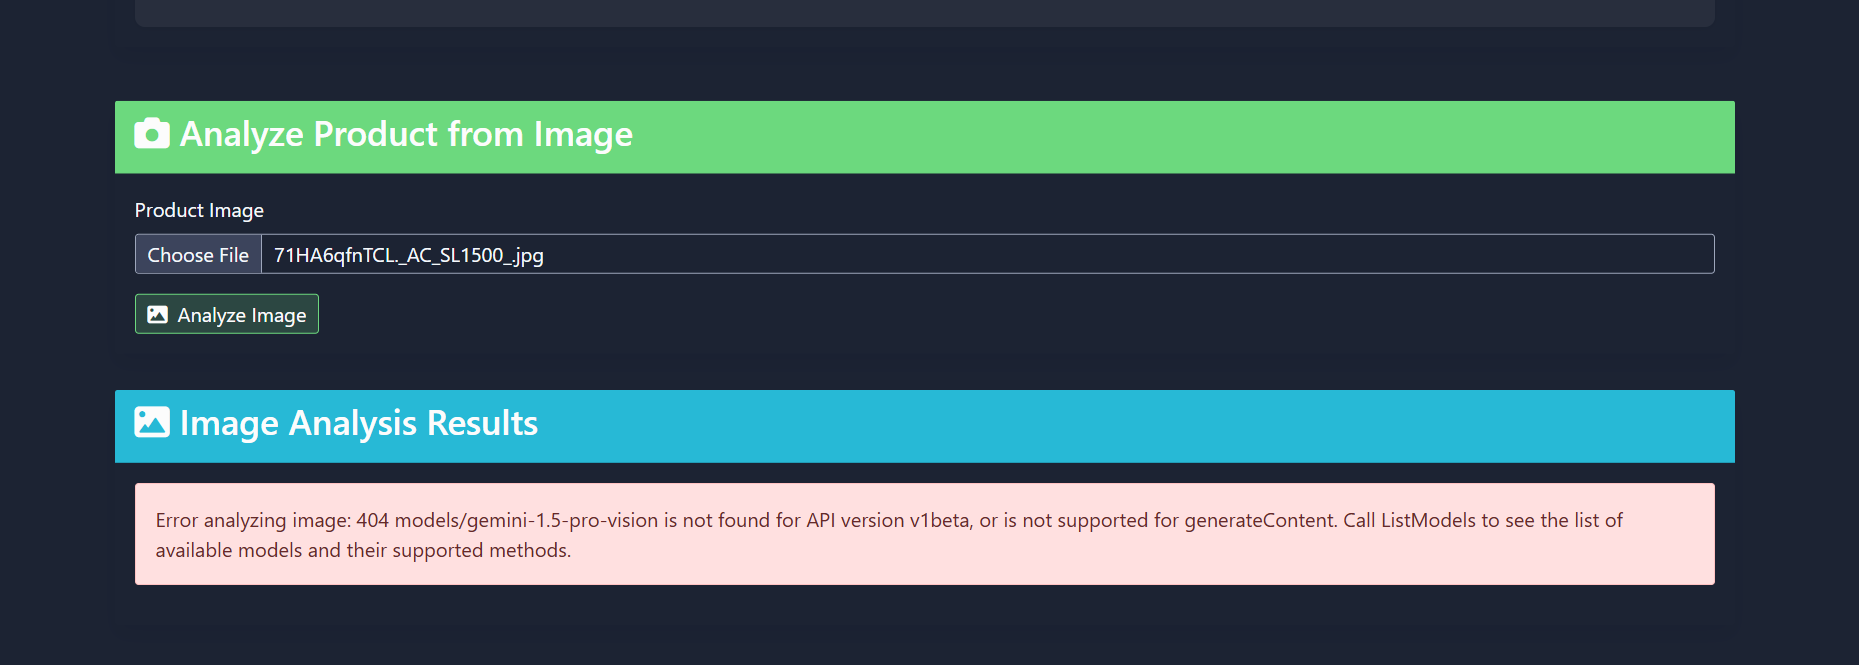 Analyze Product from Image
Product Image
Choose File 71HA6qfnTCL._AC_SL1500_.jpg
Analyze Image
Image Analysis Results
Error analyzing image: 404 models/gemini-1.5-pro-vision is not found for API version v1beta, or is not supported for generateContent. Call ListModels to see the list of
available models and their supported methods.